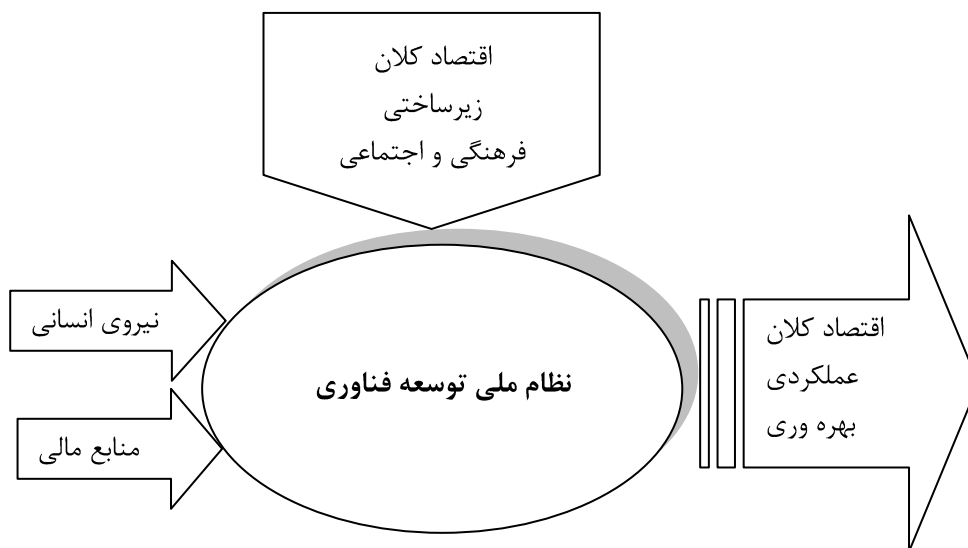 اقتصاد کلان
زیرساختی
فرهنگی و اجتماعی
نیروی انسانی
منابع مالی
نظام ملی توسعه فناوری
اقتصاد کلان
عملکردی
بهره وری